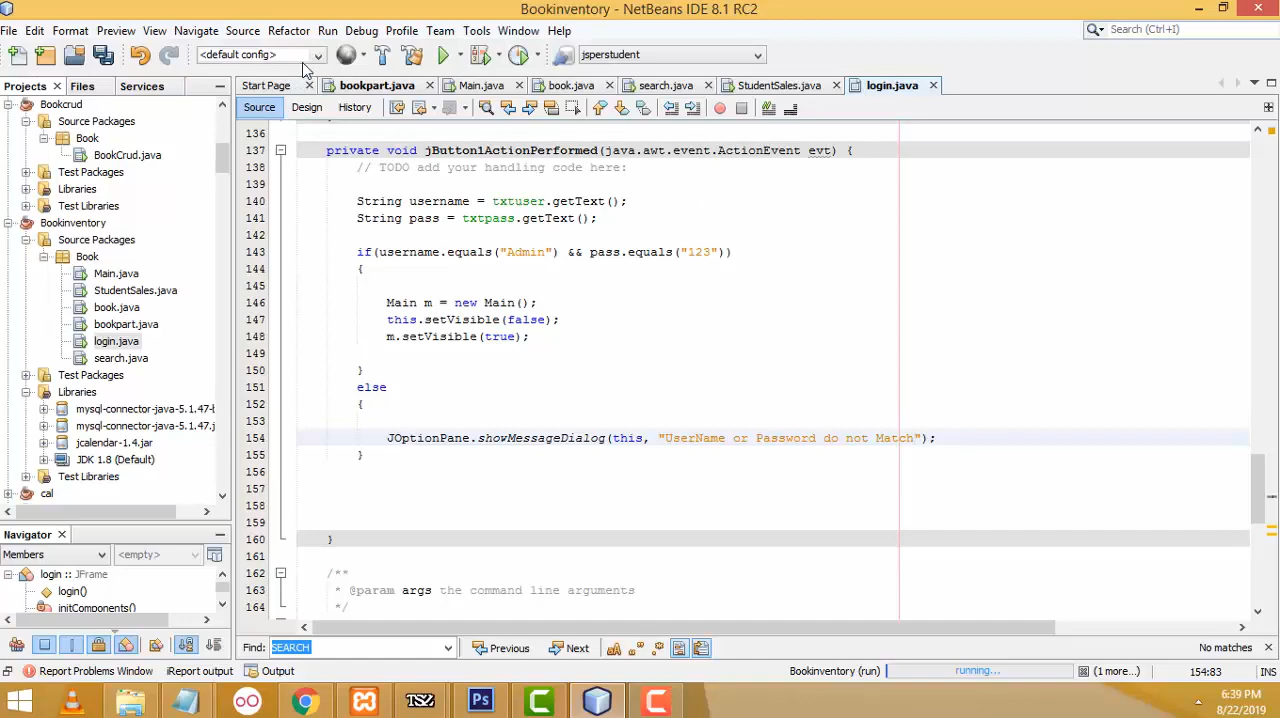 Bookinventory - NetBeans IDE 8.1 RC2
File Edit Format Preview View Navigate Source Refactor Run Debug Profile Team Tools Window Help
Search (Ctrl+I)
<default config>
jsperstudent
Projects Files Services
Start Page bookpart.java Main.java book.java search.java StudentSales.java login.java
Source Design History
Bookcrud
Source Packages
Book
BookCrud.java
Test Packages
Libraries
Test Libraries
Bookinventory
Source Packages
Book
Main.java
StudentSales.java
book.java
bookpart.java
login.java
search.java
Test Packages
Libraries
mysql-connector-java-5.1.47-b
mysql-connector-java-5.1.47.
jcalendar-1.4.jar
JDK 1.8 (Default)
Test Libraries
cal
136
137 private void jButton1ActionPerformed(java.awt.event.ActionEvent evt) {
138 // TODO add your handling code here:
139
140 String username = txtuser.getText();
141 String pass = txtpass.getText();
142
143 if(username.equals("Admin") && pass.equals("123"))
144 {
145
146 Main m = new Main();
147 this.setVisible(false);
148 m.setVisible(true);
149
150 }
151 else
152 {
153
154 JOptionPane.showMessageDialog(this, "UserName or Password do not Match");
155 }
156
157
158
159
160 }
161
162 /**
163 * @param args the command line arguments
164 */
Navigator
Members <empty>
login :: JFrame
login()
initComponents()
Find: SEARCH Previous Next No matches
Report Problems Window iReport output Output Bookinventory (run) running... (1 more...) 154:83 INS
TSZ Ps
6:39 PM
8/22/2019